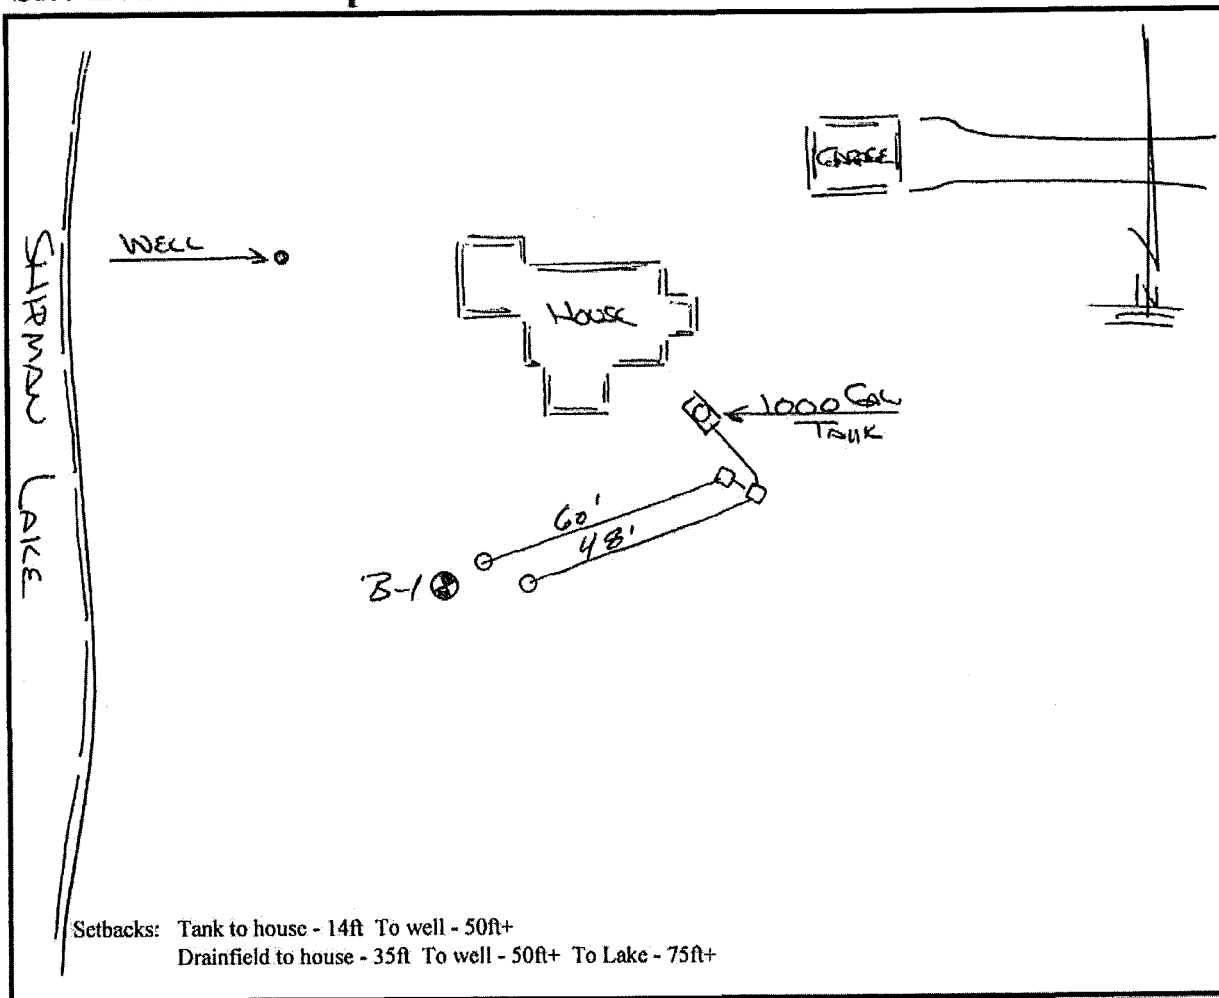 GARAGE
WELL
SHIRMAN LAKE
HOUSE
N
1000 GAL
TANK
60'
48'
B-1
Setbacks: Tank to house - 14ft To well - 50ft+
Drainfield to house - 35ft To well - 50ft+ To Lake - 75ft+